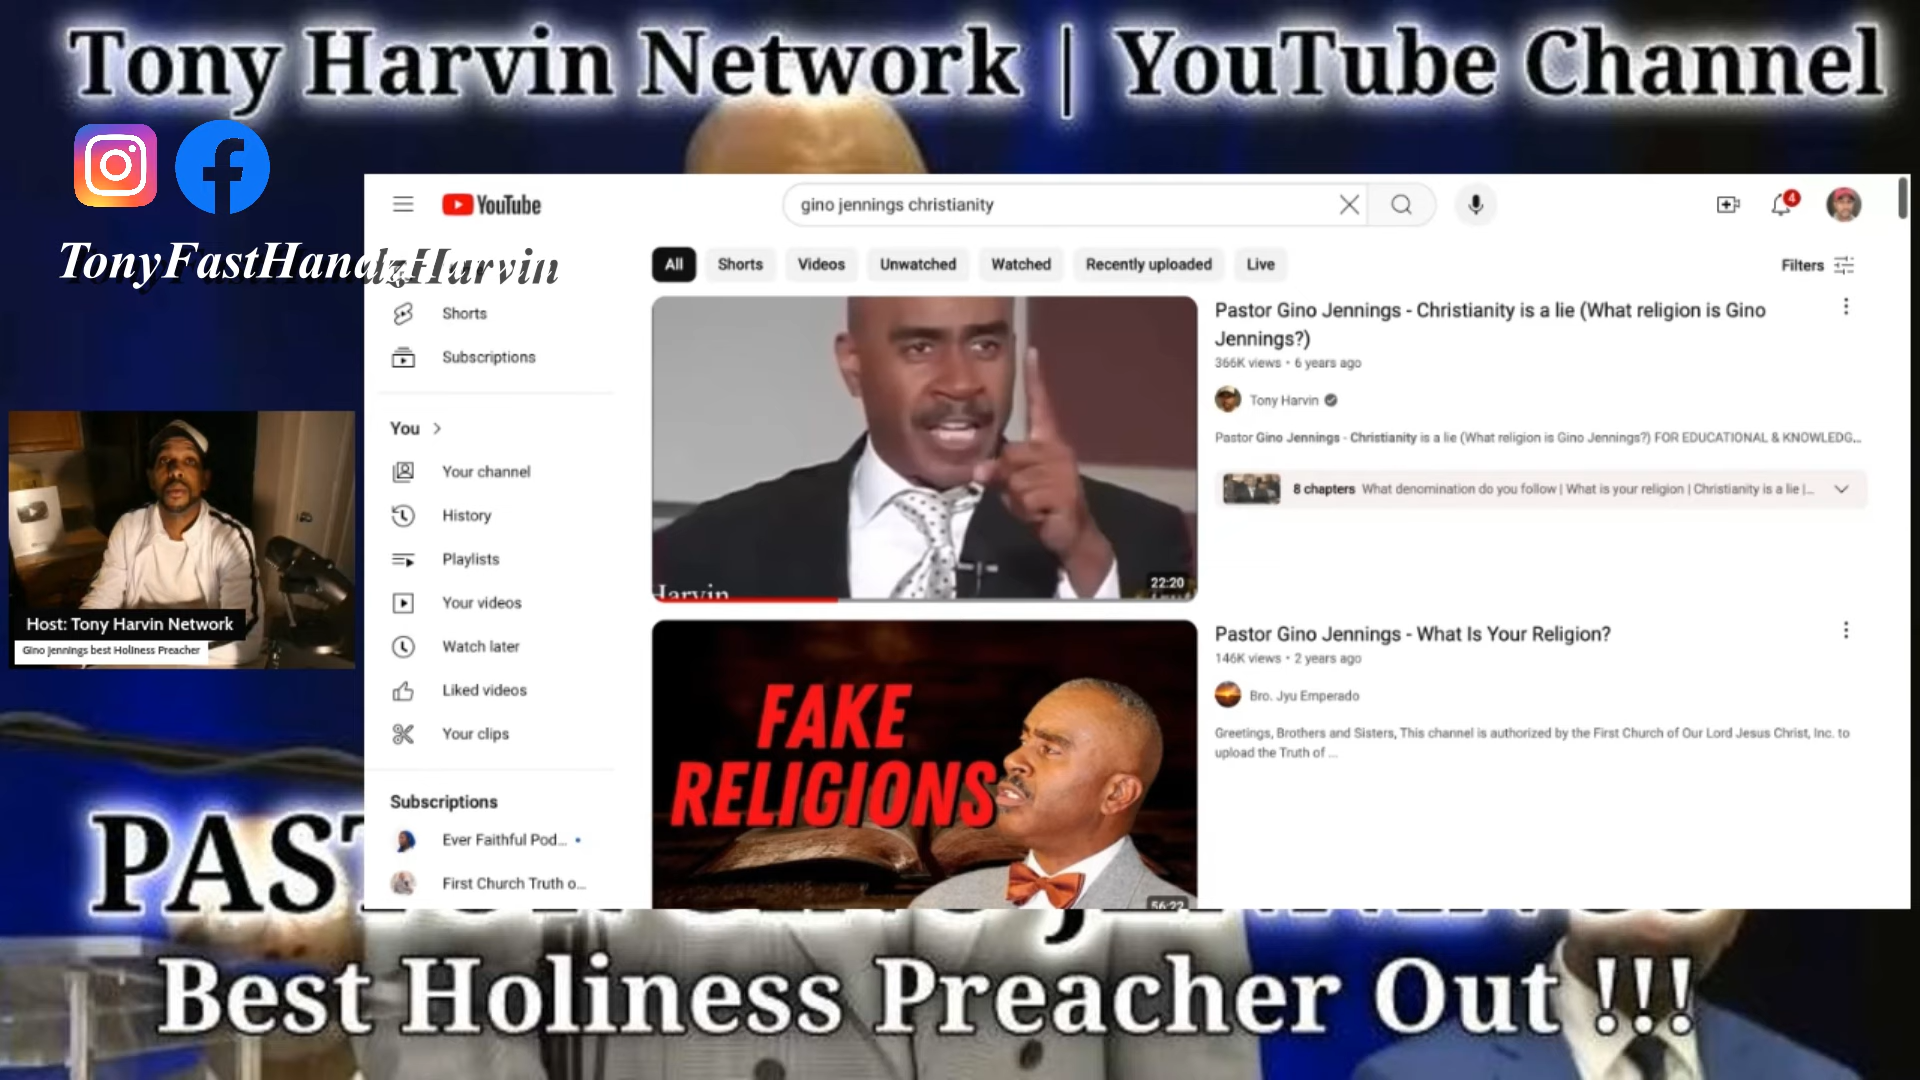 Tony Harvin Network | YouTube Channel
YouTube
gino jennings christianity
4
TonyFastHandzHarvin
All
Shorts
Videos
Unwatched
Watched
Recently uploaded
Live
Filters
Shorts
Subscriptions
You
Your channel
History
Playlists
Your videos
Watch later
Liked videos
Your clips
Subscriptions
Ever Faithful Pod...
First Church Truth o...
Harvin
22:20
Pastor Gino Jennings - Christianity is a lie (What religion is Gino
Jennings?)
366K views • 6 years ago
Tony Harvin
Pastor Gino Jennings - Christianity is a lie (What religion is Gino Jennings?) FOR EDUCATIONAL & KNOWLEDG...
8 chapters What denomination do you follow | What is your religion | Christianity is a lie |...
FAKE
RELIGIONS
56:22
Pastor Gino Jennings - What Is Your Religion?
146K views • 2 years ago
Bro. Jyu Emperado
Greetings, Brothers and Sisters, This channel is authorized by the First Church of Our Lord Jesus Christ, Inc. to
upload the Truth of ...
Host: Tony Harvin Network
Gino Jennings best Holiness Preacher
PASTOR GINO JENNINGS
Best Holiness Preacher Out !!!